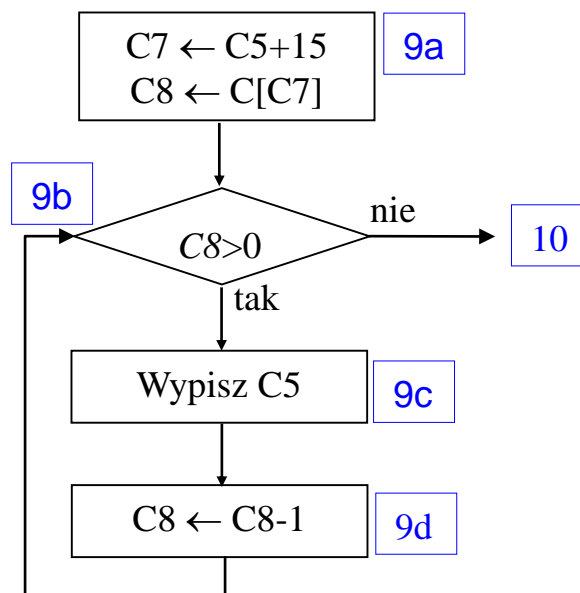 C7 ← C5+15
C8 ← C[C7]
9a
9b
C8>0
nie
10
tak
Wypisz C5
9c
C8 ← C8-1
9d